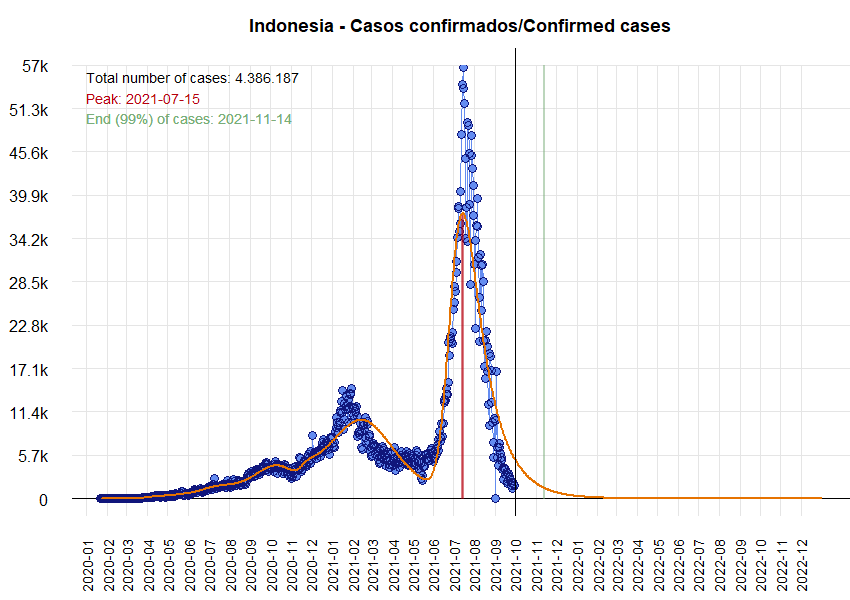 Indonesia - Casos confirmados/Confirmed cases
57k
Total number of cases: 4.386.187
Peak: 2021-07-15
End (99%) of cases: 2021-11-14
51.3k
45.6k
39.9k
34.2k
28.5k
22.8k
17.1k
11.4k
5.7k
0
2020-01
2020-02
2020-03
2020-04
2020-05
2020-06
2020-07
2020-08
2020-09
2020-10
2020-11
2020-12
2021-01
2021-02
2021-03
2021-04
2021-05
2021-06
2021-07
2021-08
2021-09
2021-10
2021-11
2021-12
2022-01
2022-02
2022-03
2022-04
2022-05
2022-06
2022-07
2022-08
2022-09
2022-10
2022-11
2022-12